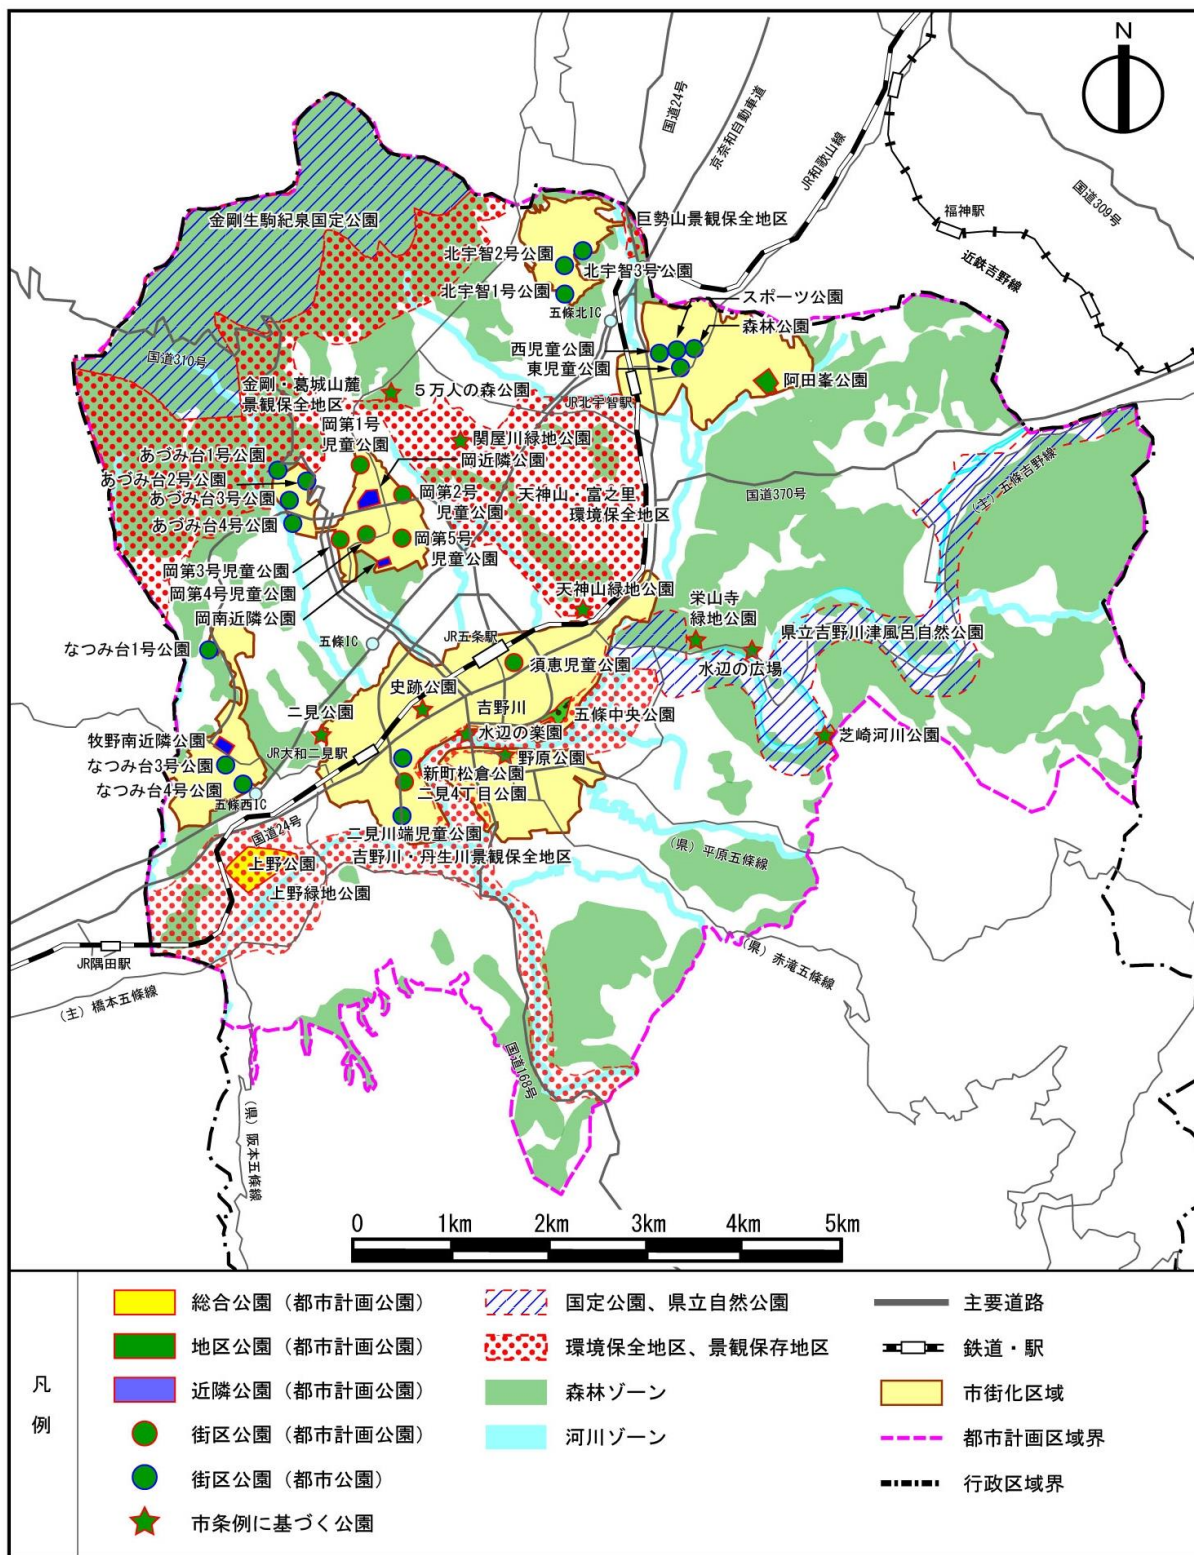 N
国道24号
京奈和自動車道
JR和歌山線
国道309号
福神駅
近鉄吉野線
金剛生駒紀泉国定公園
巨勢山景観保全地区
北宇智2号公園
北宇智3号公園
北宇智1号公園
五條北IC
スポーツ公園
森林公園
西児童公園
東児童公園
阿田峯公園
JR北宇智駅
国道310号
金剛・葛城山麓
景観保全地区
5万人の森公園
岡第1号
児童公園
関屋川緑地公園
岡近隣公園
あづみ台1号公園
あづみ台2号公園
あづみ台3号公園
あづみ台4号公園
岡第2号
児童公園
天神山・富之里
環境保全地区
国道370号
(主)五條吉野線
岡第5号
児童公園
岡第3号児童公園
岡第4号児童公園
岡南近隣公園
天神山緑地公園
栄山寺
緑地公園
県立吉野川津風呂自然公園
水辺の広場
五條IC
JR五条駅
なつみ台1号公園
須恵児童公園
史跡公園
二見公園
吉野川
五條中央公園
水辺の楽園
芝崎河川公園
牧野南近隣公園
JR大和二見駅
野原公園
なつみ台3号公園
新町松倉公園
なつみ台4号公園
二見4丁目公園
五條西IC
国道24号
二見川端児童公園
吉野川・丹生川景観保全地区
(県)平原五條線
上野公園
上野緑地公園
(県)赤滝五條線
JR隅田駅
(主)橋本五條線
国道168号
(県)阪本五條線
0 1km 2km 3km 4km 5km
凡例
総合公園(都市計画公園)
地区公園(都市計画公園)
近隣公園(都市計画公園)
街区公園(都市計画公園)
街区公園(都市公園)
市条例に基づく公園
国定公園、県立自然公園
環境保全地区、景観保存地区
森林ゾーン
河川ゾーン
主要道路
鉄道・駅
市街化区域
都市計画区域界
行政区域界